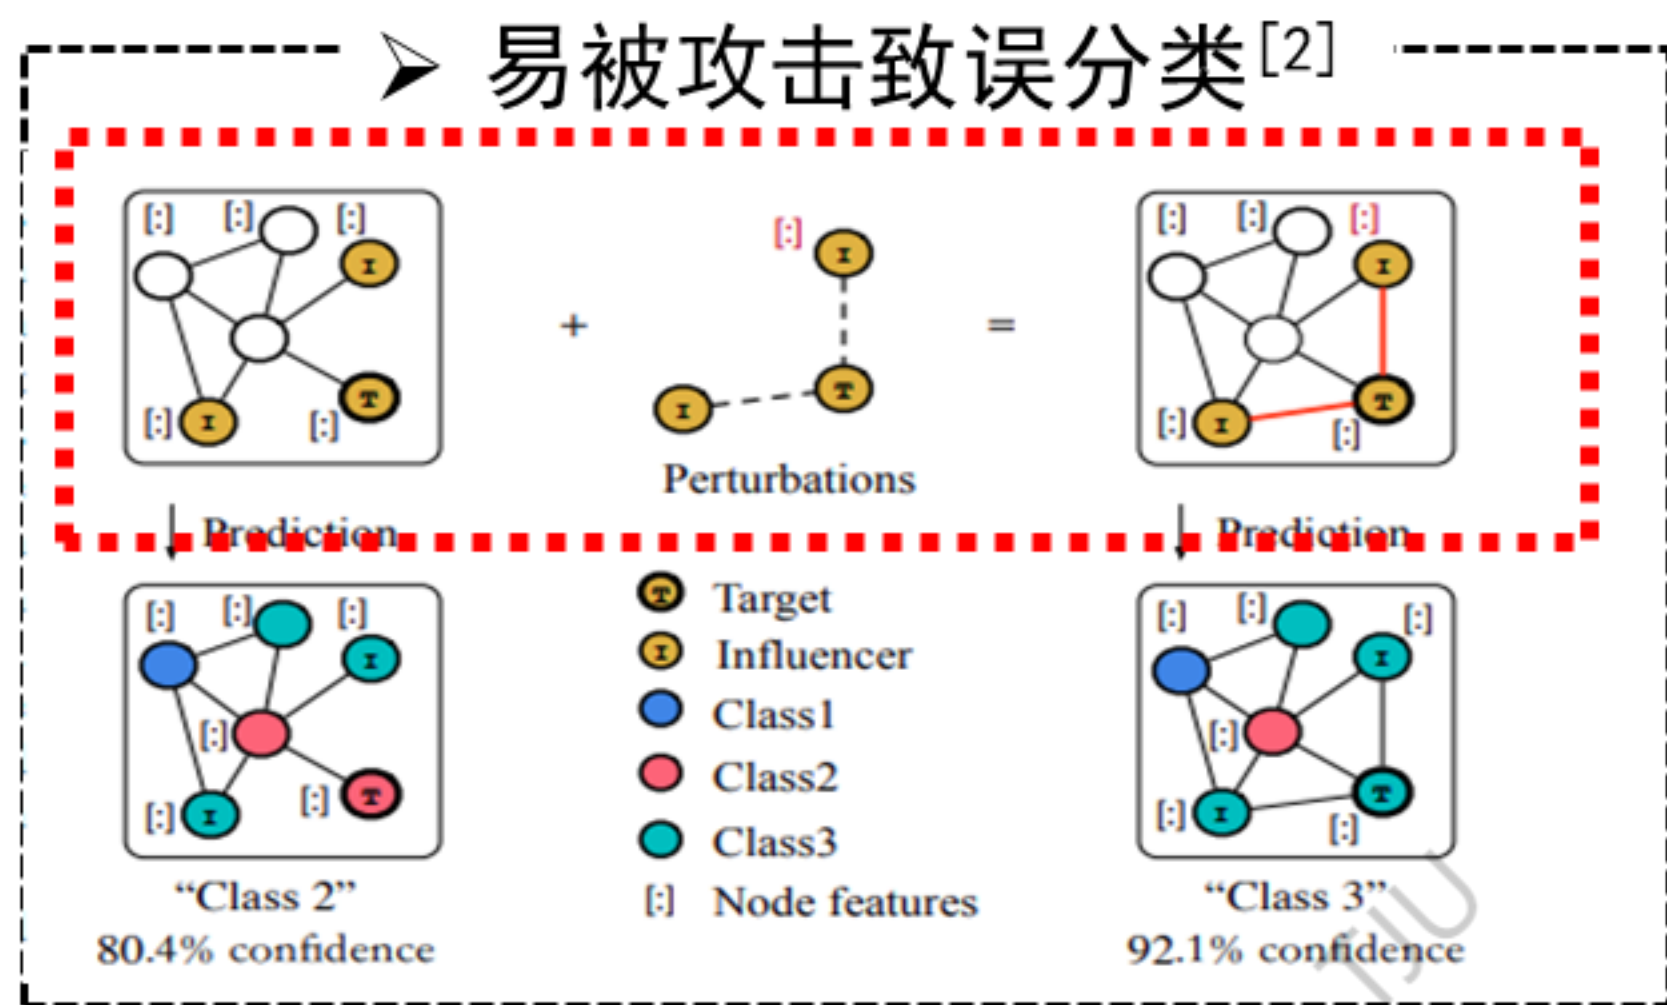 ➢ 易被攻击致误分类[2]
[:] [:] [:]
I
T
[:] I [:]
+
[:] I
I T
Perturbations
=
[:] [:] [:]
I
T
[:] I [:]
Prediction
Prediction
[:] [:] [:]
I
[:]
[:] T
[:] I
“Class 2”
80.4% confidence
T Target
I Influencer
Class1
Class2
Class3
[:] Node features
[:] [:] [:]
I
[:]
T
[:] I [:]
“Class 3”
92.1% confidence
TJU